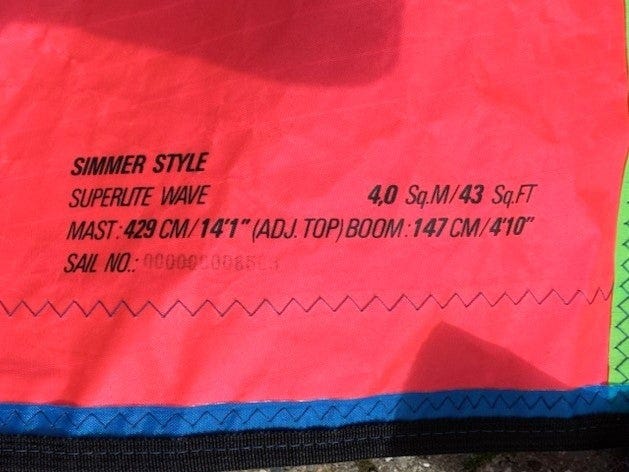 SIMMER STYLE
SUPERLITE WAVE 4,0 Sq.M/43 Sq.FT
MAST: 429 CM/14'1" (ADJ. TOP) BOOM: 147 CM/4'10"
SAIL NO.: